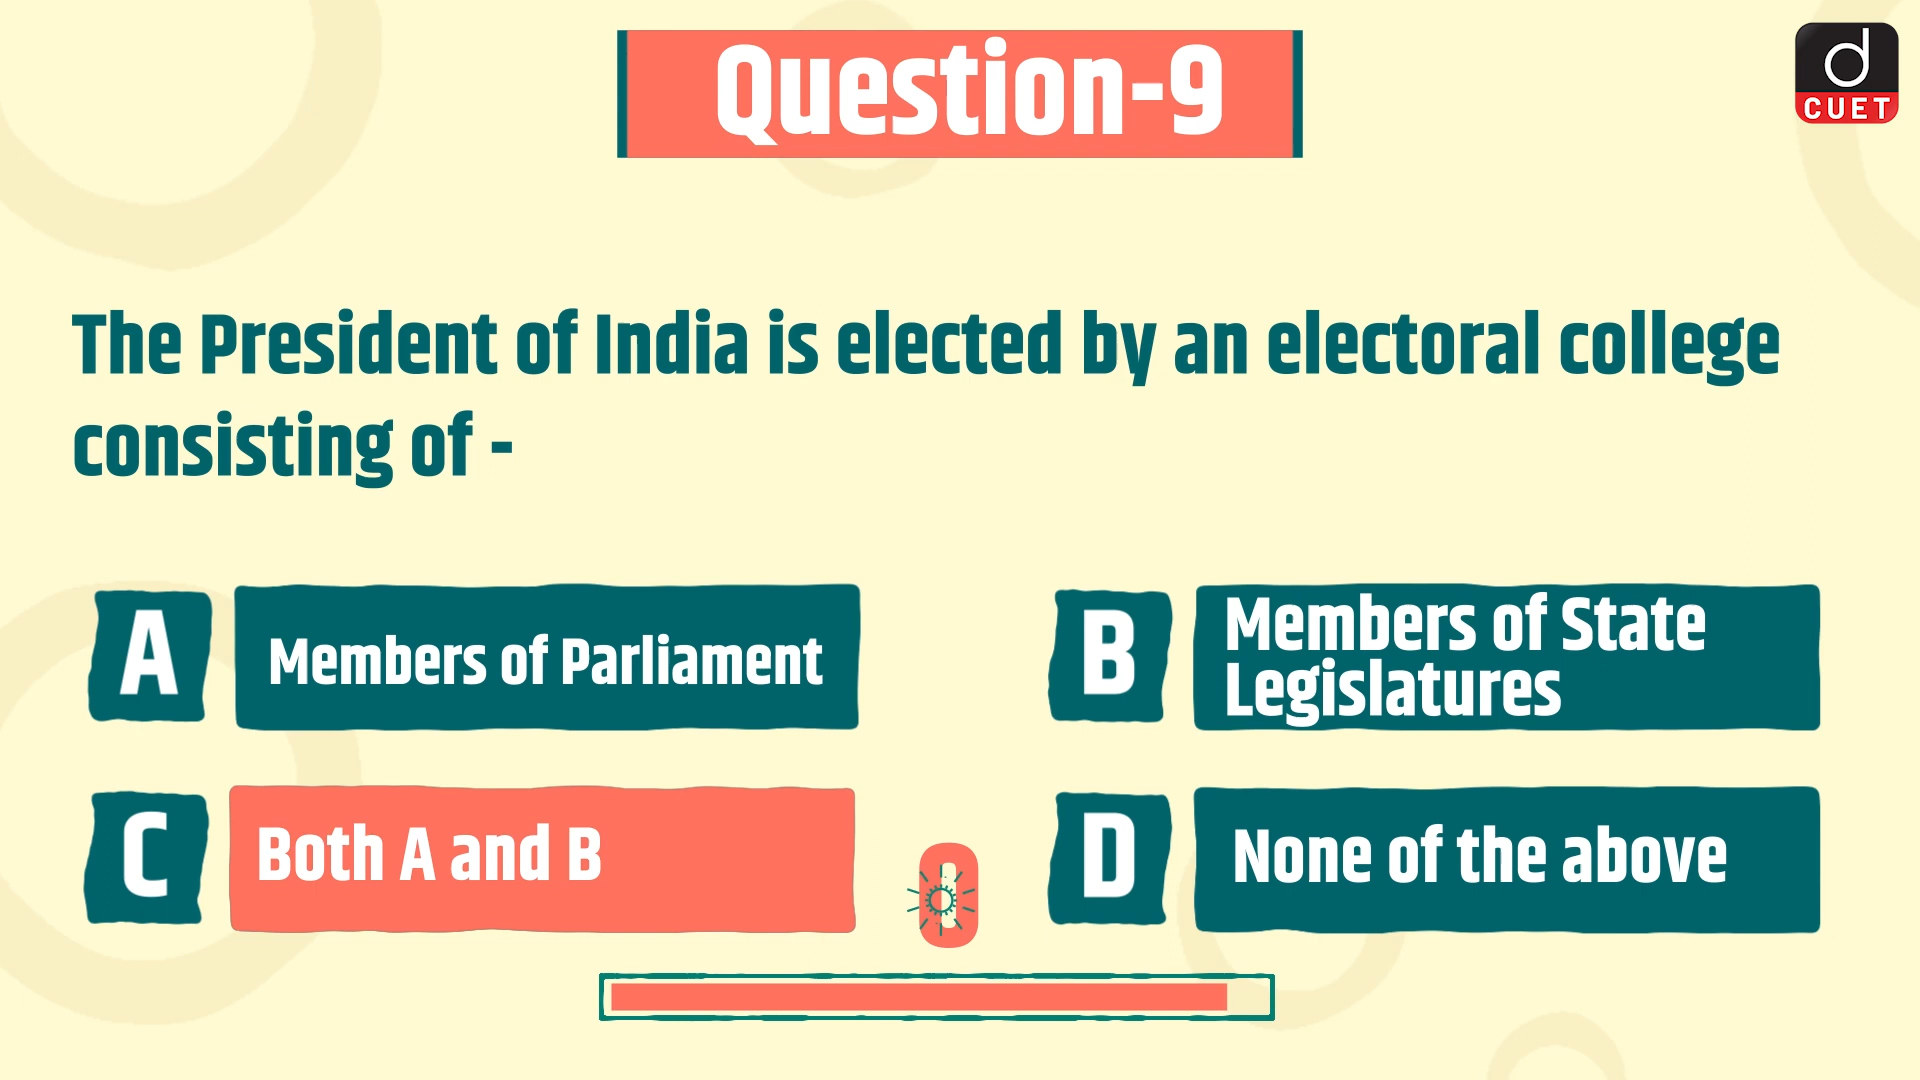 Question-9
d
CUET
The President of India is elected by an electoral college
consisting of -
A
Members of Parliament
B
Members of State
Legislatures
C
Both A and B
D
None of the above